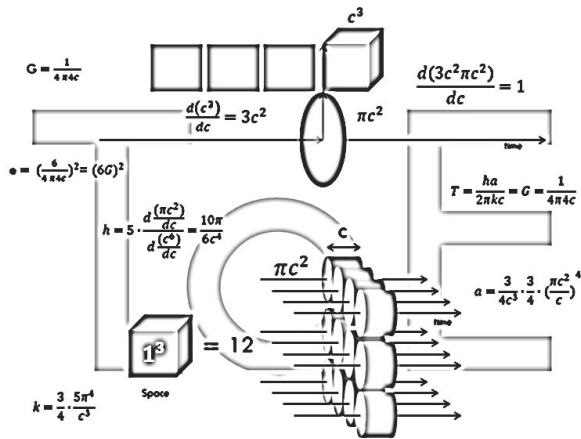 c³
G = 1/(4π4c)
d(c³)/dc = 3c²
πc²
d(3c²πc²)/dc = 1
time
e = (6/(4π4c))² = (6G)²
T = ha/(2πkc) = G = 1/(4π4c)
h = 5 · (d (πc²)/dc)/(d (c⁶)/dc) = 10π/(6c⁴)
c
πc²
a = 3/(4c³) · 3/4 · (πc²/c)⁴
time
1³ = 12
Space
k = 3/4 · 5π⁴/c³